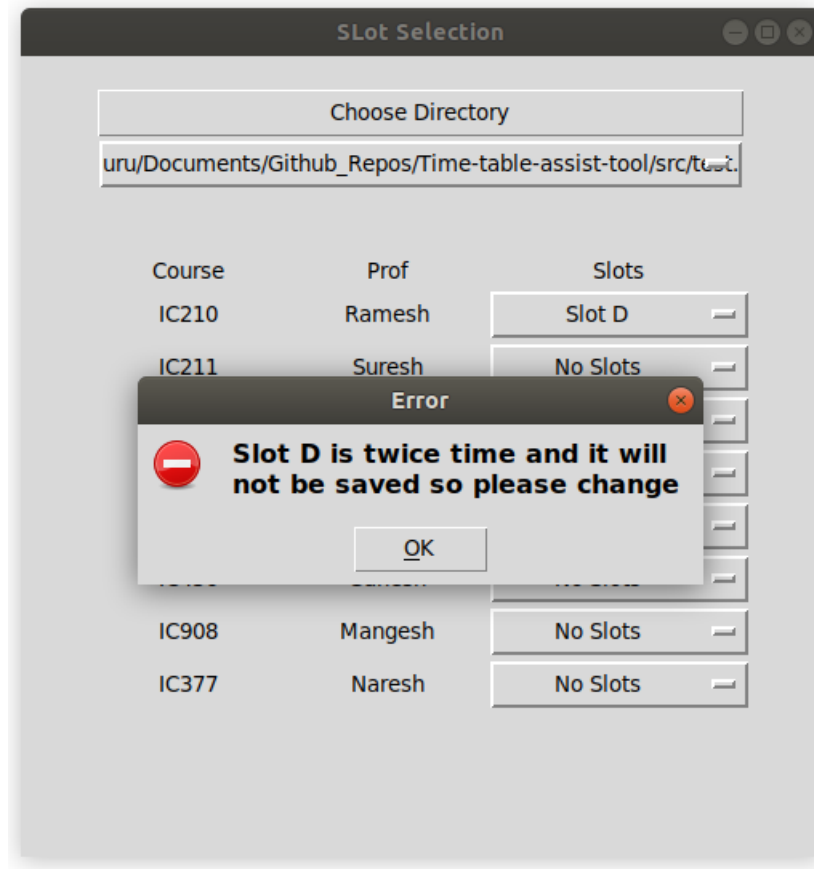 SLot Selection
Choose Directory
uru/Documents/Github_Repos/Time-table-assist-tool/src/test.
Course Prof Slots
IC210 Ramesh Slot D
IC211 Suresh No Slots
Error
Slot D is twice time and it will
not be saved so please change
OK
IC908 Mangesh No Slots
IC377 Naresh No Slots